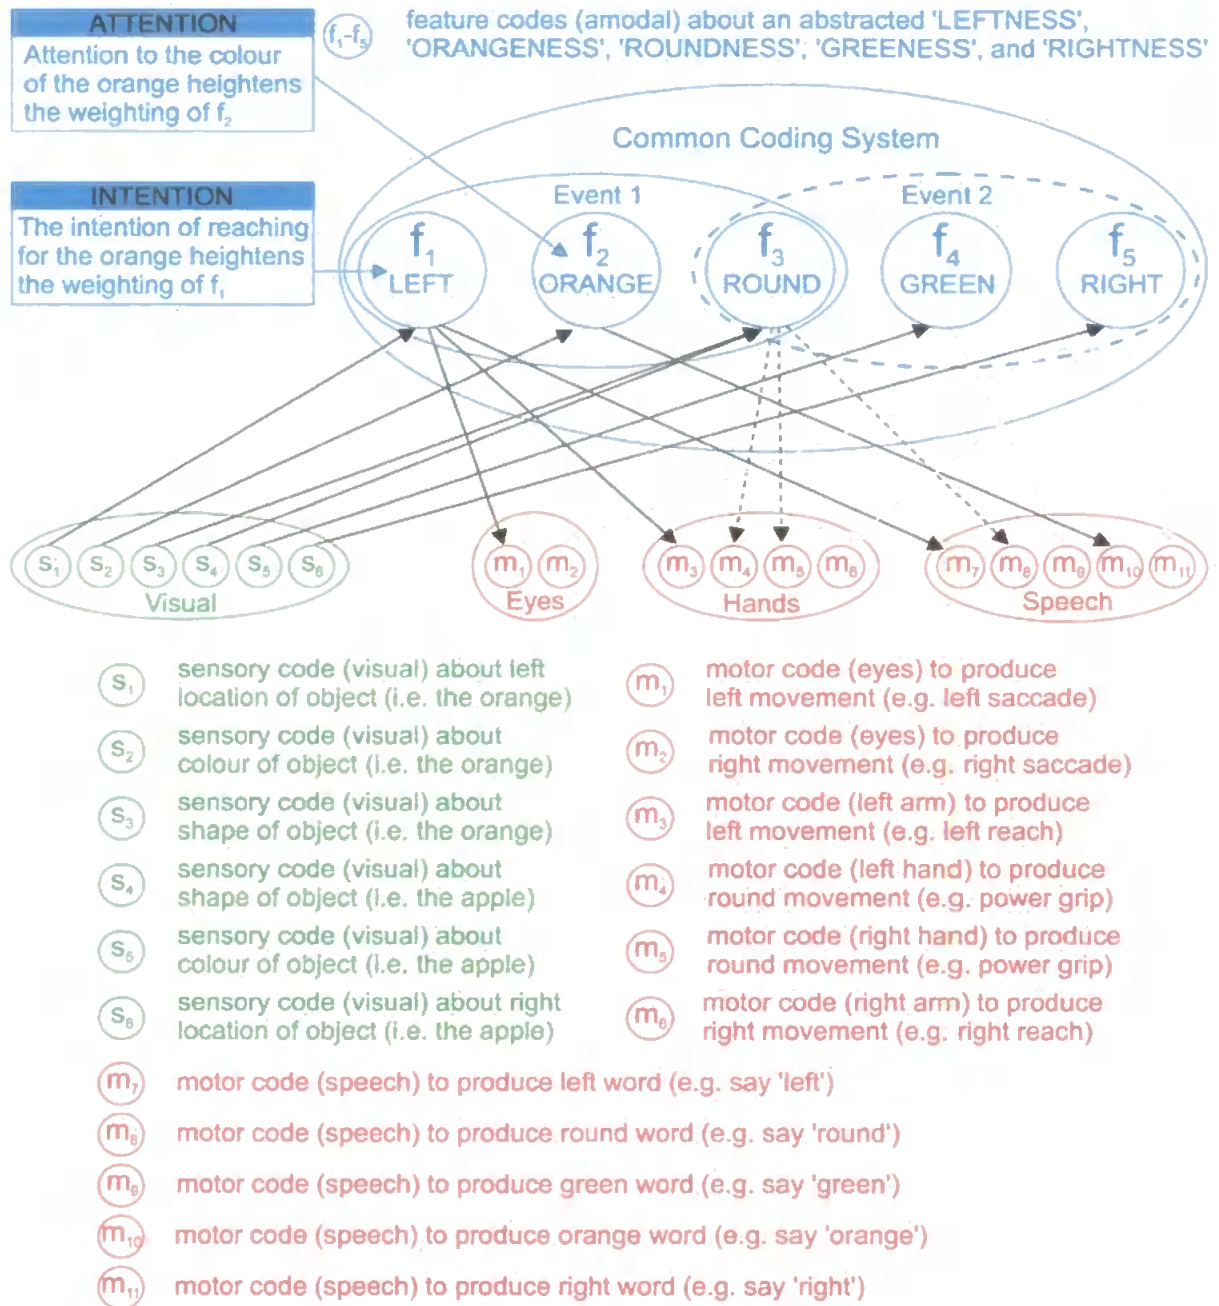 ATTENTION
Attention to the colour
of the orange heightens
the weighting of f₂
f₁-f₅
feature codes (amodal) about an abstracted 'LEFTNESS',
'ORANGENESS', 'ROUNDNESS', 'GREENESS', and 'RIGHTNESS'
Common Coding System
INTENTION
The intention of reaching
for the orange heightens
the weighting of f₁
Event 1
Event 2
f₁ LEFT
f₂ ORANGE
f₃ ROUND
f₄ GREEN
f₅ RIGHT
s₁ s₂ s₃ s₄ s₅ s₆
Visual
m₁ m₂
Eyes
m₃ m₄ m₅ m₆
Hands
m₇ m₈ m₉ m₁₀ m₁₁
Speech
s₁ sensory code (visual) about left
location of object (i.e. the orange)
s₂ sensory code (visual) about
colour of object (i.e. the orange)
s₃ sensory code (visual) about
shape of object (i.e. the orange)
s₄ sensory code (visual) about
shape of object (i.e. the apple)
s₅ sensory code (visual) about
colour of object (i.e. the apple)
s₆ sensory code (visual) about right
location of object (i.e. the apple)
m₁ motor code (eyes) to produce
left movement (e.g. left saccade)
m₂ motor code (eyes) to produce
right movement (e.g. right saccade)
m₃ motor code (left arm) to produce
left movement (e.g. left reach)
m₄ motor code (left hand) to produce
round movement (e.g. power grip)
m₅ motor code (right hand) to produce
round movement (e.g. power grip)
m₆ motor code (right arm) to produce
right movement (e.g. right reach)
m₇ motor code (speech) to produce left word (e.g. say 'left')
m₈ motor code (speech) to produce round word (e.g. say 'round')
m₉ motor code (speech) to produce green word (e.g. say 'green')
m₁₀ motor code (speech) to produce orange word (e.g. say 'orange')
m₁₁ motor code (speech) to produce right word (e.g. say 'right')